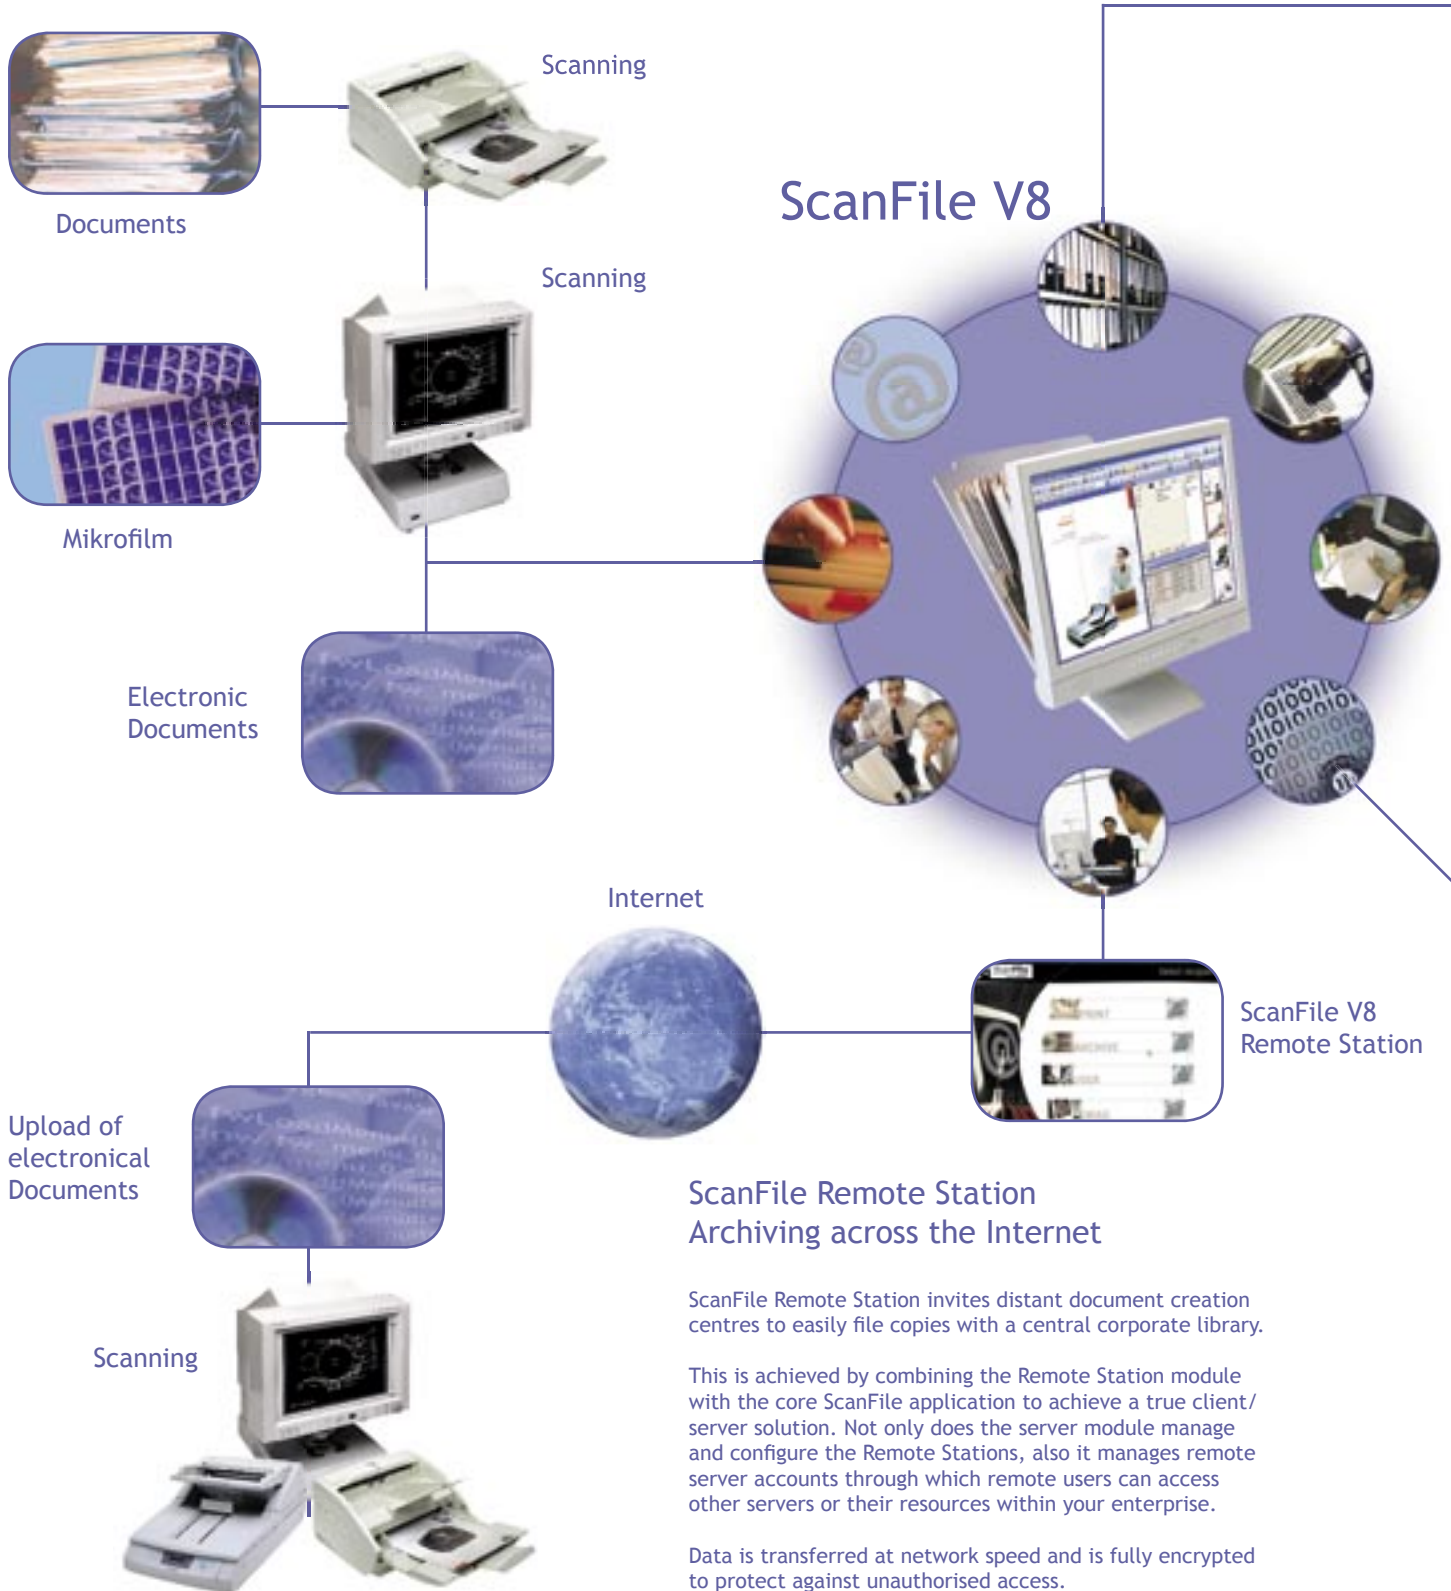 Scanning
Documents
ScanFile V8
Scanning
Mikrofilm
Electronic
Documents
Internet
ScanFile V8
Remote Station
Upload of
electronical
Documents
Scanning
ScanFile Remote Station
Archiving across the Internet
ScanFile Remote Station invites distant document creation
centres to easily file copies with a central corporate library.
This is achieved by combining the Remote Station module
with the core ScanFile application to achieve a true client/
server solution. Not only does the server module manage
and configure the Remote Stations, also it manages remote
server accounts through which remote users can access
other servers or their resources within your enterprise.
Data is transferred at network speed and is fully encrypted
to protect against unauthorised access.